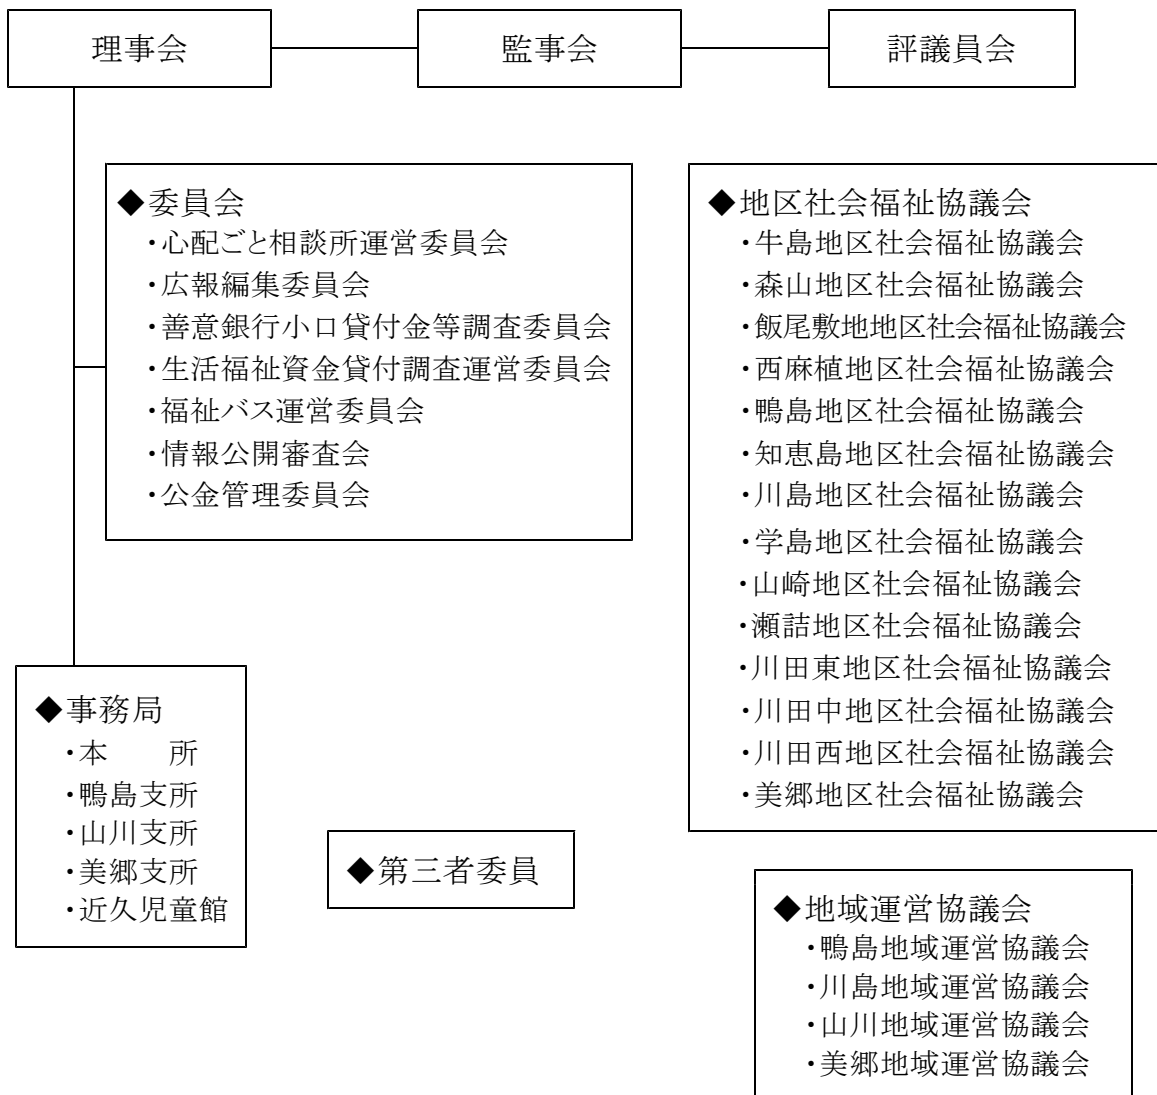 理事会
監事会
評議員会
◆委員会
・心配ごと相談所運営委員会
・広報編集委員会
・善意銀行小口貸付金等調査委員会
・生活福祉資金貸付調査運営委員会
・福祉バス運営委員会
・情報公開審査会
・公金管理委員会
◆地区社会福祉協議会
・牛島地区社会福祉協議会
・森山地区社会福祉協議会
・飯尾敷地地区社会福祉協議会
・西麻植地区社会福祉協議会
・鴨島地区社会福祉協議会
・知恵島地区社会福祉協議会
・川島地区社会福祉協議会
・学島地区社会福祉協議会
・山崎地区社会福祉協議会
・瀬詰地区社会福祉協議会
・川田東地区社会福祉協議会
・川田中地区社会福祉協議会
・川田西地区社会福祉協議会
・美郷地区社会福祉協議会
◆事務局
・本　　所
・鴨島支所
・山川支所
・美郷支所
・近久児童館
◆第三者委員
◆地域運営協議会
・鴨島地域運営協議会
・川島地域運営協議会
・山川地域運営協議会
・美郷地域運営協議会